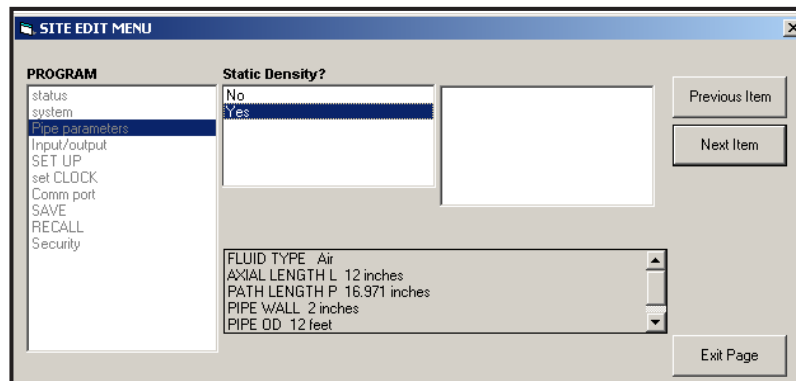 SITE EDIT MENU
PROGRAM
status
system
Pipe parameters
Input/output
SET UP
set CLOCK
Comm port
SAVE
RECALL
Security
Static Density?
No
Yes
Previous Item
Next Item
FLUID TYPE Air
AXIAL LENGTH L 12 inches
PATH LENGTH P 16.971 inches
PIPE WALL 2 inches
PIPE OD 12 feet
Exit Page